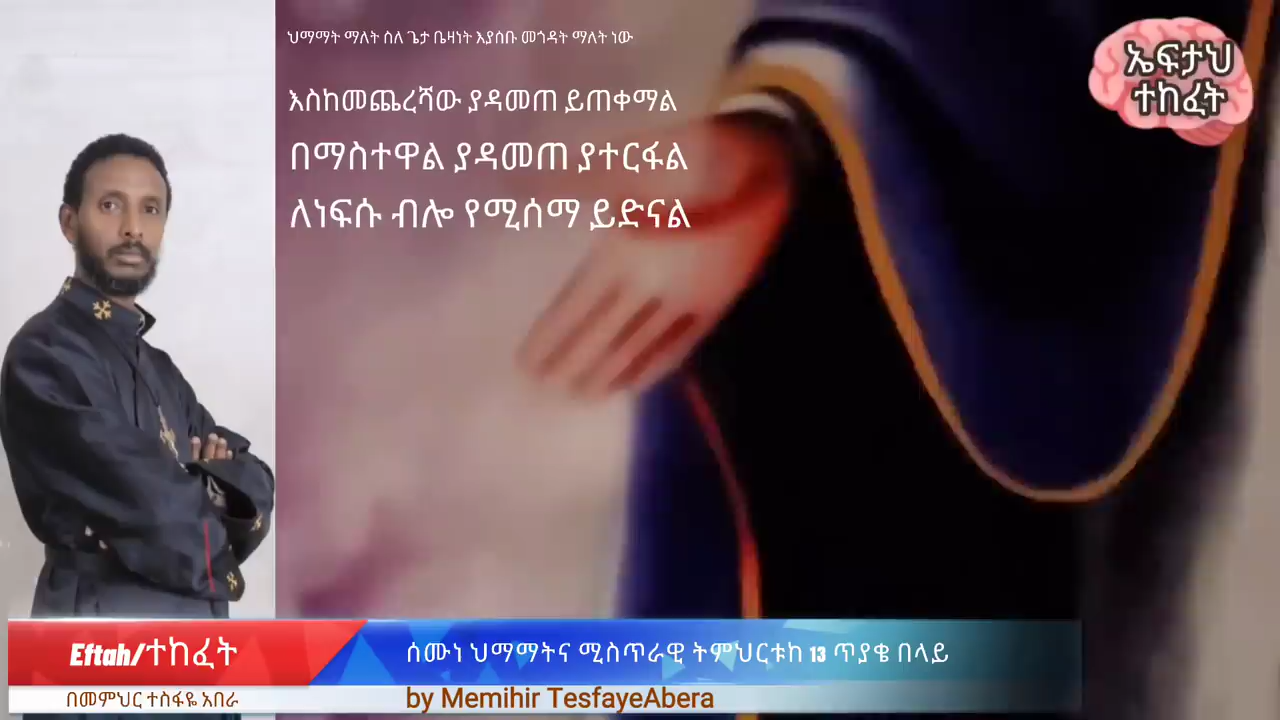 ህማማት ማለት ስለ ጌታ ቤዛነት እያሰቡ መጎዳት ማለት ነው
እስከመጨረሻው ያዳመጠ ይጠቀማል
በማስተዋል ያዳመጠ ያተርፋል
ለነፍሱ ብሎ የሚሰማ ይድናል
ኤፍታህ
ተከፈት
Eftah/ተከፈት
ሰሙነ ህማማትና ሚስጥራዊ ትምህርቱከ 13 ጥያቄ በላይ
በመምህር ተስፋዬ አበራ
by Memihir TesfayeAbera